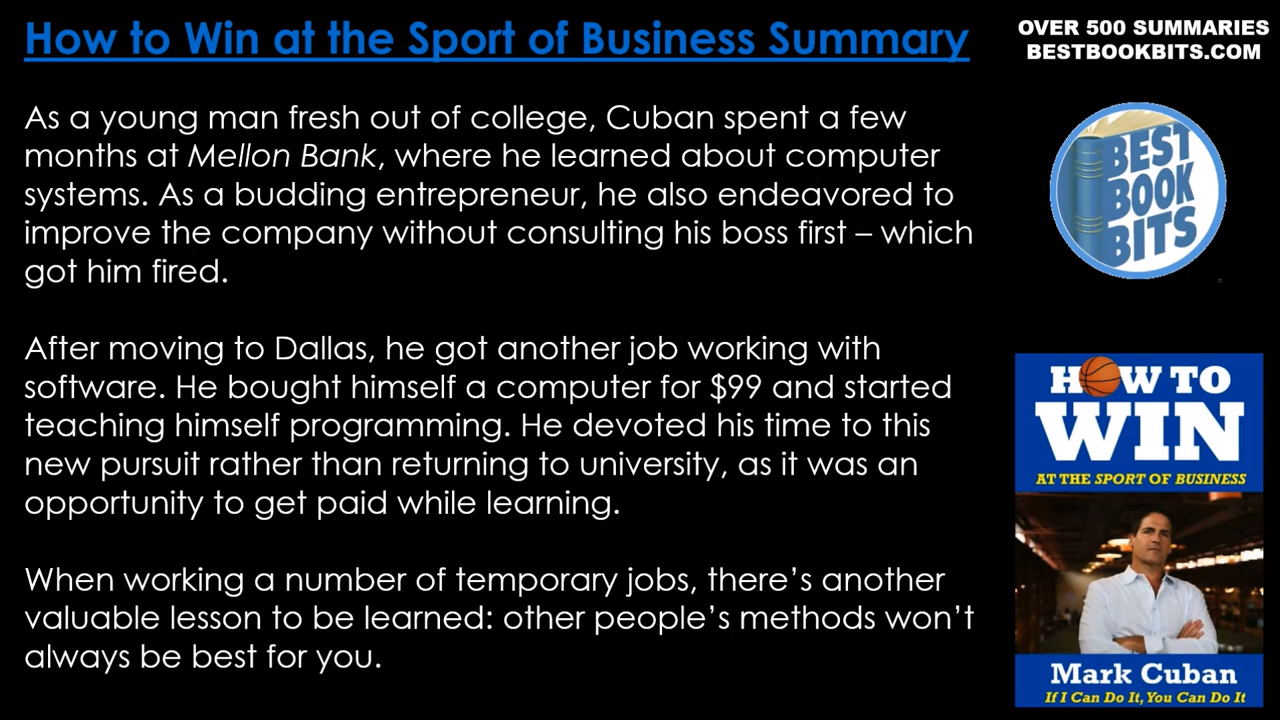 How to Win at the Sport of Business Summary
As a young man fresh out of college, Cuban spent a few
months at Mellon Bank, where he learned about computer
systems. As a budding entrepreneur, he also endeavored to
improve the company without consulting his boss first – which
got him fired.
After moving to Dallas, he got another job working with
software. He bought himself a computer for $99 and started
teaching himself programming. He devoted his time to this
new pursuit rather than returning to university, as it was an
opportunity to get paid while learning.
When working a number of temporary jobs, there’s another
valuable lesson to be learned: other people’s methods won’t
always be best for you.
OVER 500 SUMMARIES
BESTBOOKBITS.COM
BEST
BOOK
BITS
HOW TO
WIN
AT THE SPORT OF BUSINESS
Mark Cuban
If I Can Do It, You Can Do It